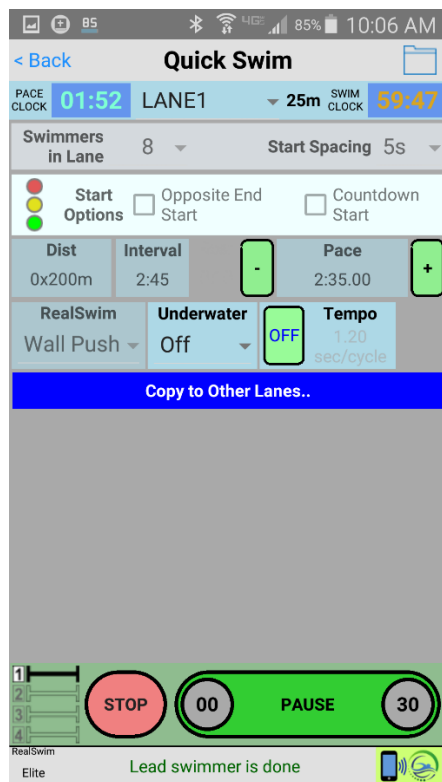 85 4G 85% 10:06 AM
< Back Quick Swim
PACE CLOCK 01:52 LANE1 25m SWIM CLOCK 59:47
Swimmers in Lane 8 Start Spacing 5s
Start Options Opposite End Start Countdown Start
Dist Interval - Pace +
0x200m 2:45 2:35.00
RealSwim Underwater Tempo
Wall Push Off OFF 1.20
sec/cycle
Copy to Other Lanes..
1
2
3
4
STOP 00 PAUSE 30
RealSwim
Elite Lead swimmer is done